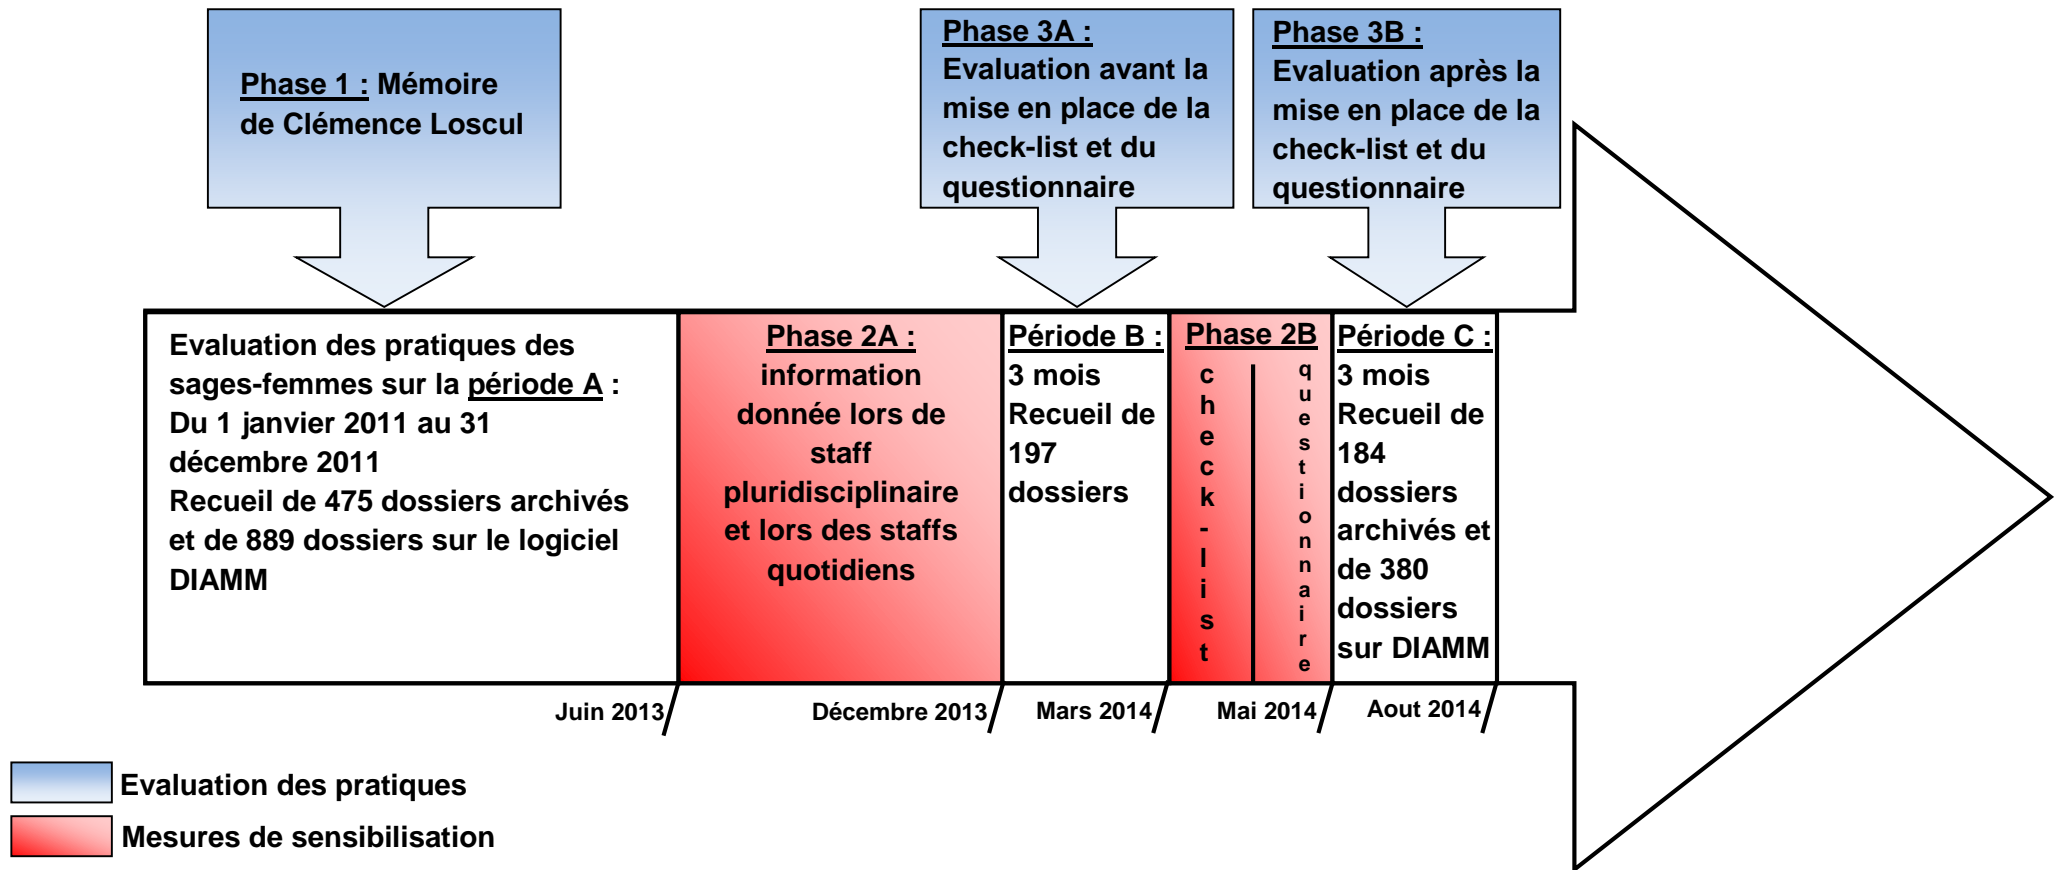 Phase 1 : Mémoire
de Clémence Loscul
Phase 3A :
Evaluation avant la
mise en place de la
check-list et du
questionnaire
Phase 3B :
Evaluation après la
mise en place de la
check-list et du
questionnaire
Evaluation des pratiques des
sages-femmes sur la période A :
Du 1 janvier 2011 au 31
décembre 2011
Recueil de 475 dossiers archivés
et de 889 dossiers sur le logiciel
DIAMM
Phase 2A :
information
donnée lors de
staff
pluridisciplinaire
et lors des staffs
quotidiens
Période B :
3 mois
Recueil de
197
dossiers
Phase 2B
check-list
questionnaire
Période C :
3 mois
Recueil de
184
dossiers
archivés et
de 380
dossiers
sur DIAMM
Juin 2013
Décembre 2013
Mars 2014
Mai 2014
Aout 2014
Evaluation des pratiques
Mesures de sensibilisation